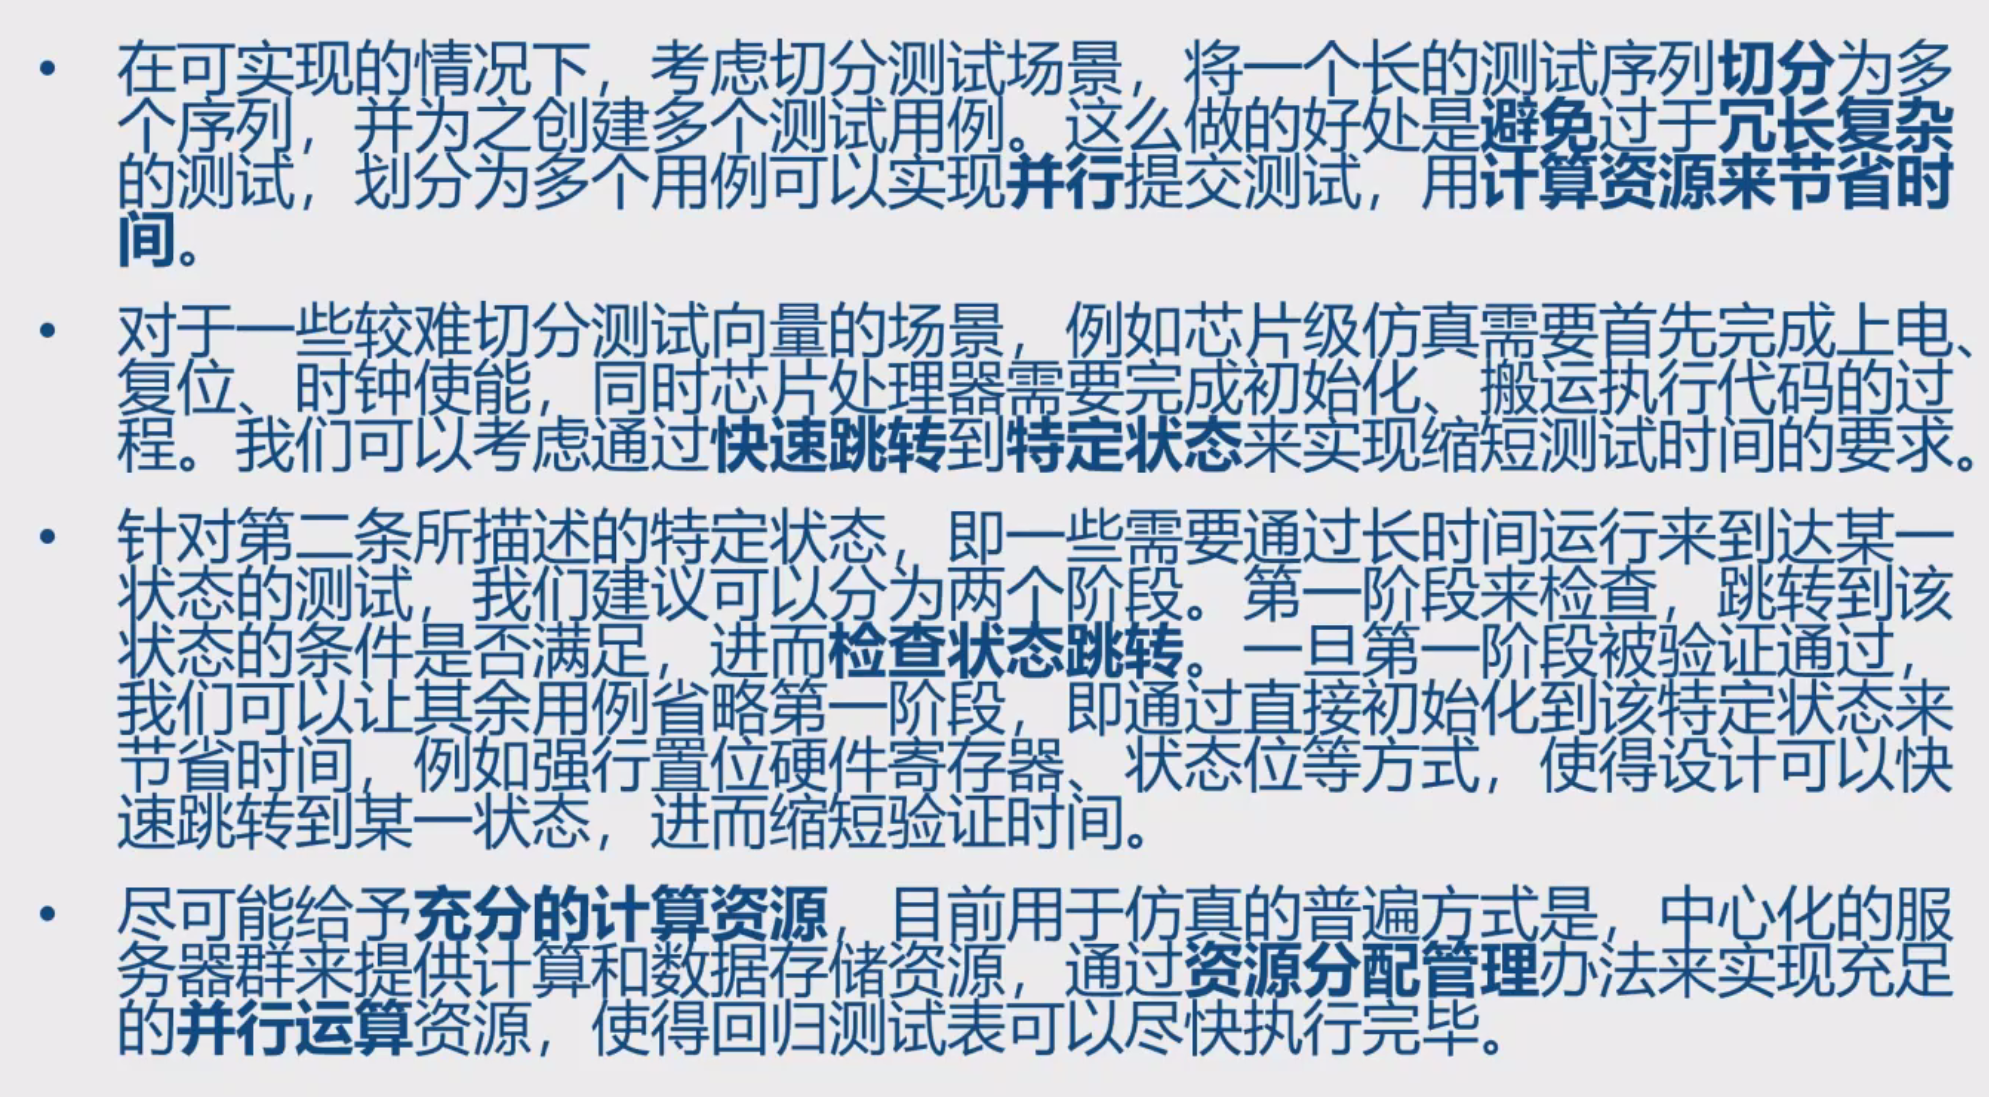 • 在可实现的情况下，考虑切分测试场景，将一个长的测试序列切分为多
个序列，并为之创建多个测试用例。这么做的好处是避免过于冗长复杂
的测试，划分为多个用例可以实现并行提交测试，用计算资源来节省时
间。
• 对于一些较难切分测试向量的场景，例如芯片级仿真需要首先完成上电、
复位、时钟使能，同时芯片处理器需要完成初始化、搬运执行代码的过
程。我们可以考虑通过快速跳转到特定状态来实现缩短测试时间的要求。
• 针对第二条所描述的特定状态，即一些需要通过长时间运行来到达某一
状态的测试，我们建议可以分为两个阶段。第一阶段来检查，跳转到该
状态的条件是否满足，进而检查状态跳转。一旦第一阶段被验证通过，
我们可以让其余用例省略第一阶段，即通过直接初始化到该特定状态来
节省时间，例如强行置位硬件寄存器、状态位等方式，使得设计可以快
速跳转到某一状态，进而缩短验证时间。
• 尽可能给予充分的计算资源，目前用于仿真的普遍方式是，中心化的服
务器群来提供计算和数据存储资源，通过资源分配管理办法来实现充足
的并行运算资源，使得回归测试表可以尽快执行完毕。